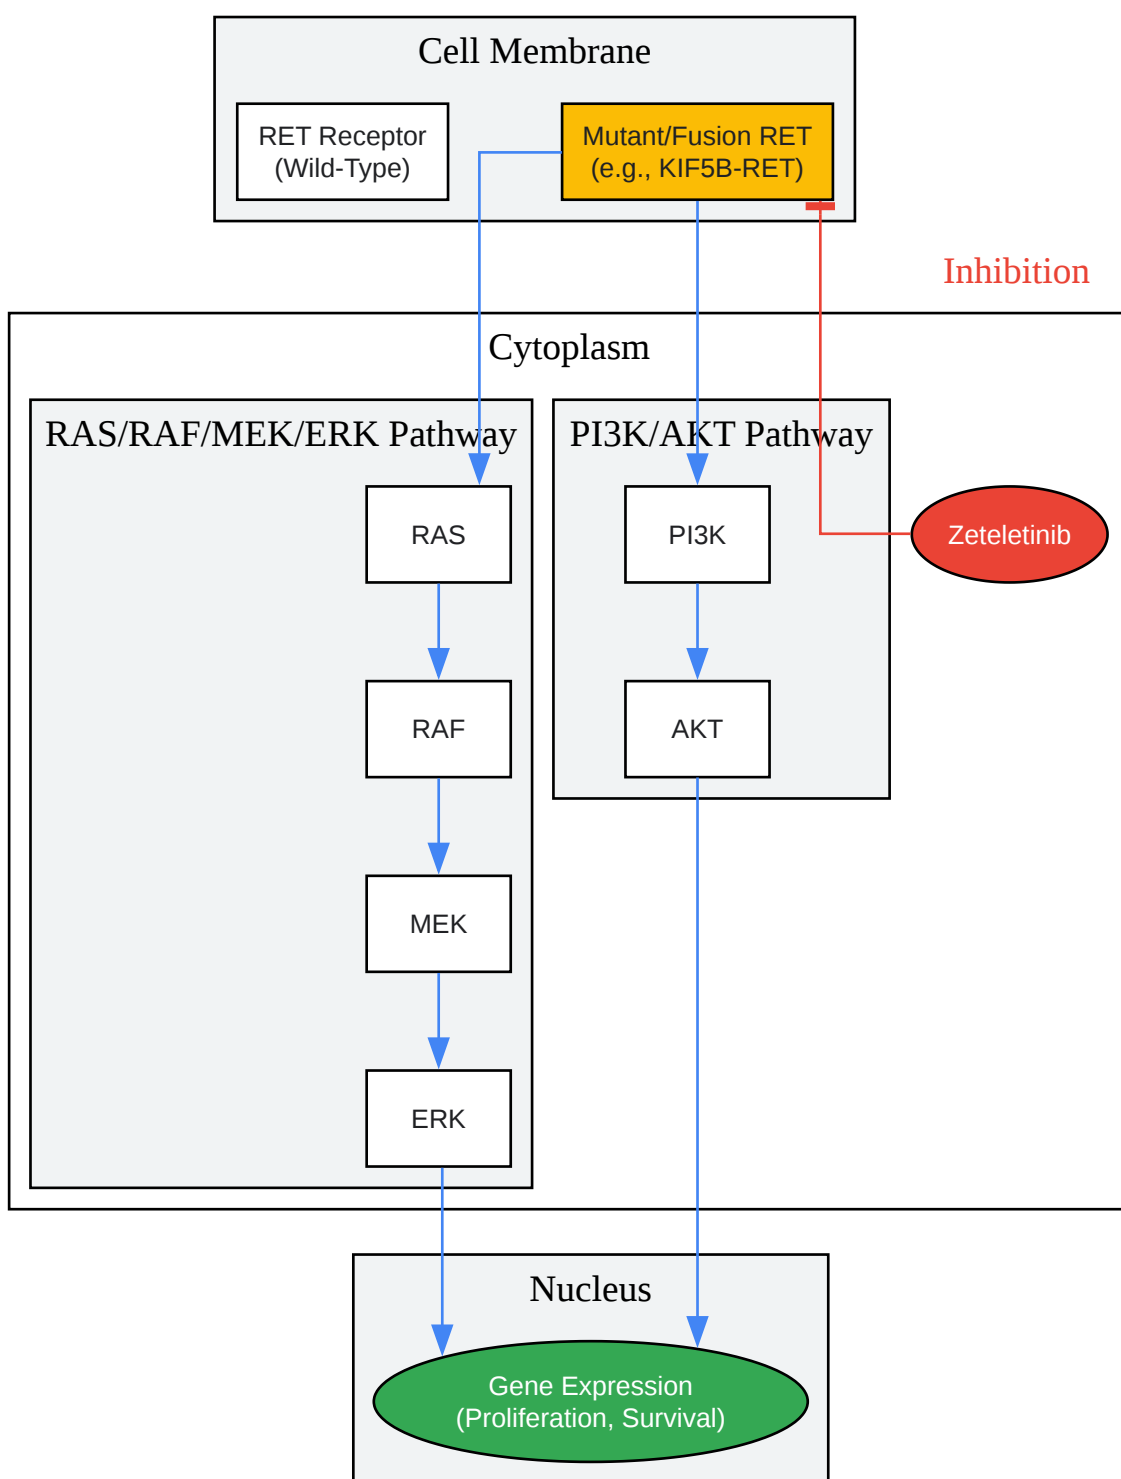 Cell Membrane
RET Receptor
(Wild-Type)
Mutant/Fusion RET
(e.g., KIF5B-RET)
Inhibition
Cytoplasm
RAS/RAF/MEK/ERK Pathway
PI3K/AKT Pathway
RAS
PI3K
Zeteletinib
RAF
AKT
MEK
ERK
Nucleus
Gene Expression
(Proliferation, Survival)